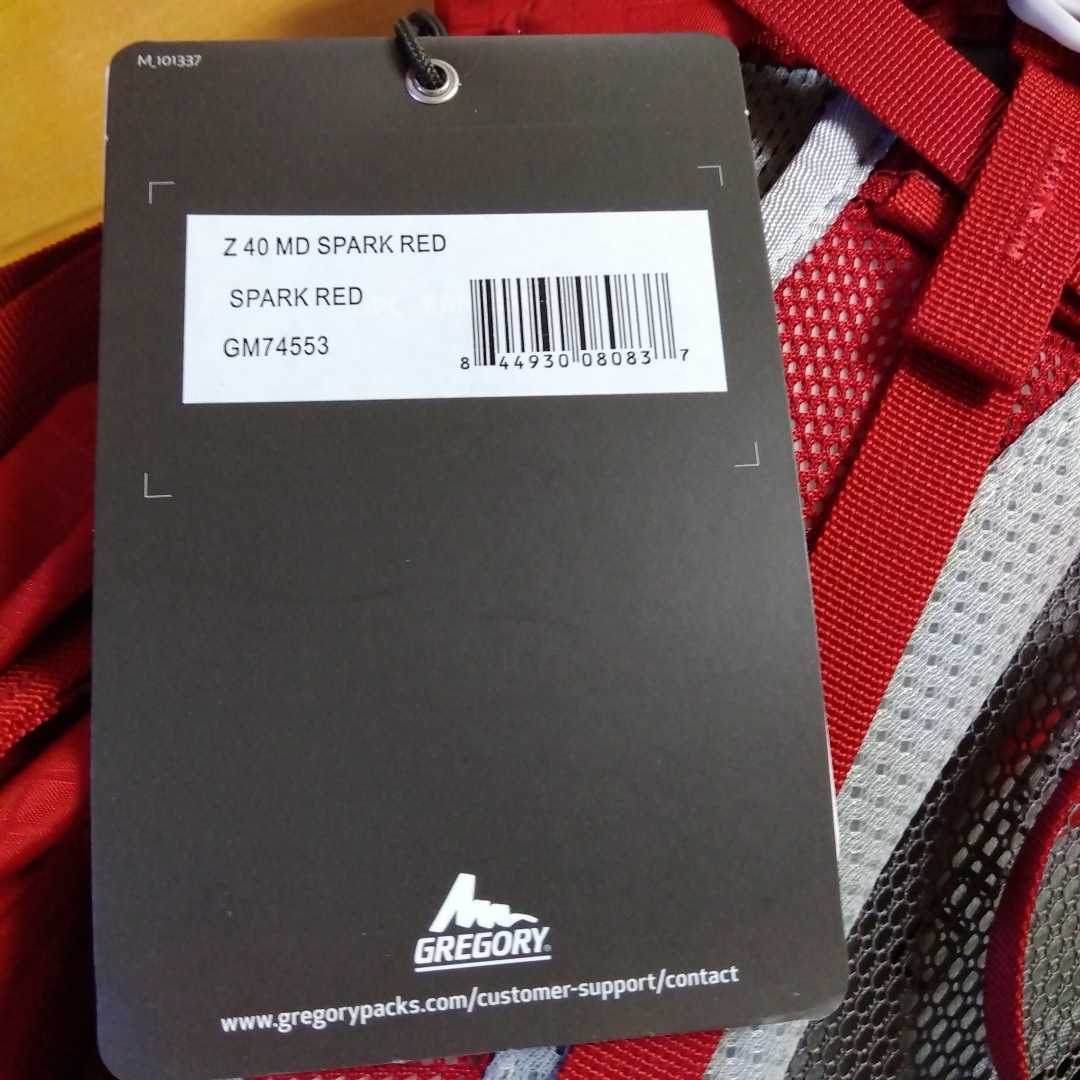 M_101337
Z 40 MD SPARK RED
SPARK RED
GM74553
8 44930 08083 7
GREGORY
www.gregorypacks.com/customer-support/contact